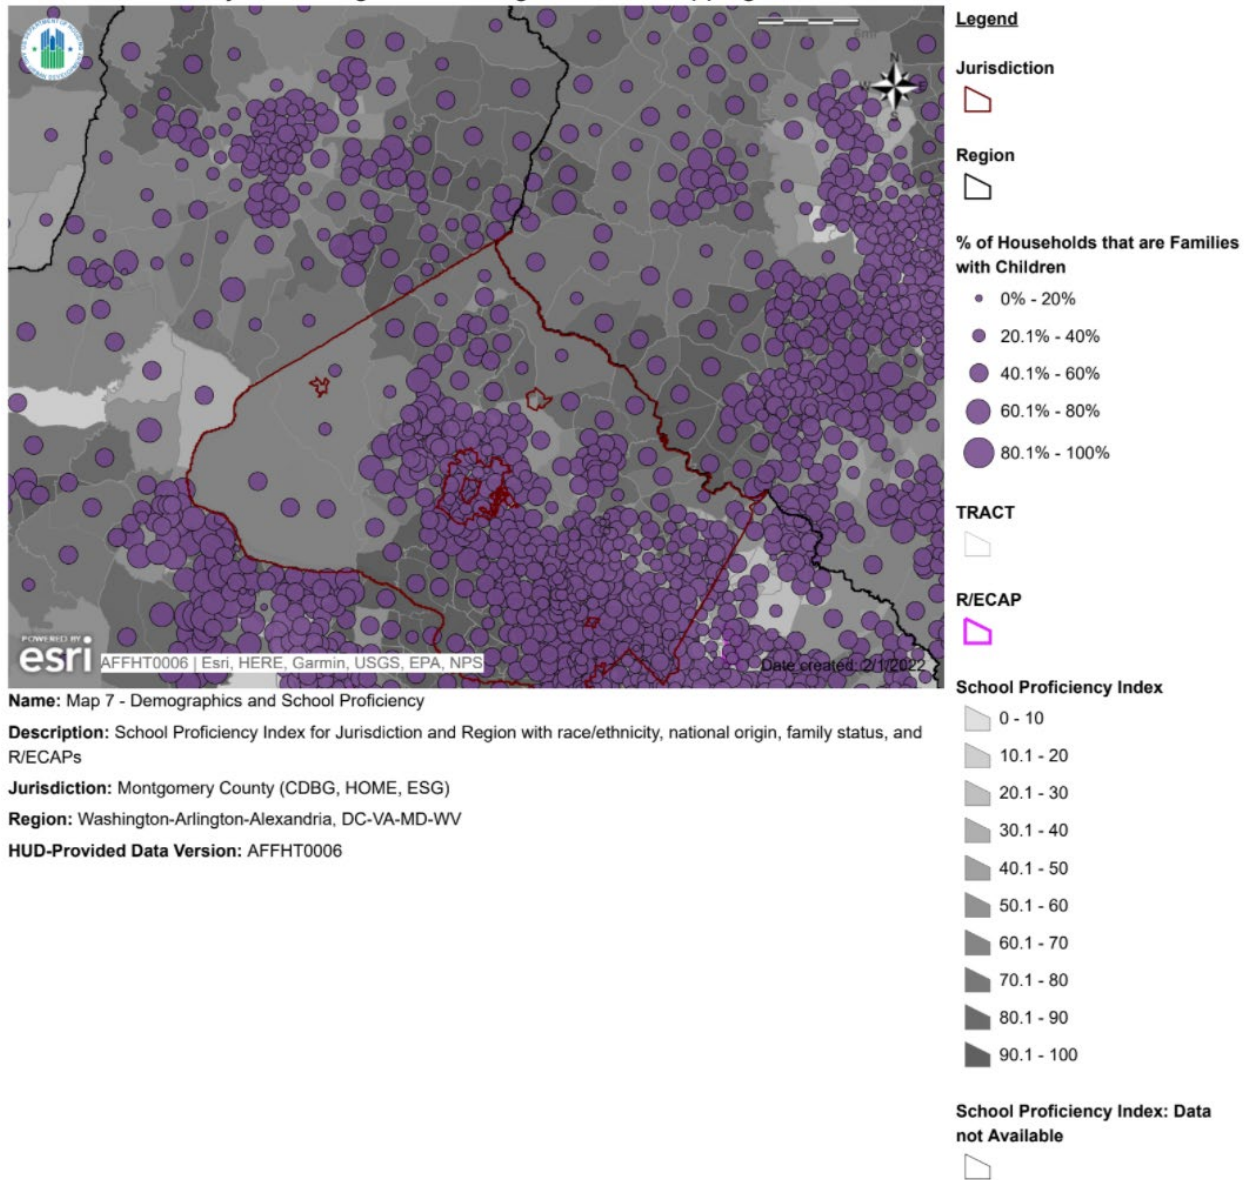 Legend
Jurisdiction
Region
% of Households that are Families
with Children
0% - 20%
20.1% - 40%
40.1% - 60%
60.1% - 80%
80.1% - 100%
TRACT
R/ECAP
School Proficiency Index
0 - 10
10.1 - 20
20.1 - 30
30.1 - 40
40.1 - 50
50.1 - 60
60.1 - 70
70.1 - 80
80.1 - 90
90.1 - 100
School Proficiency Index: Data
not Available
N
S
POWERED BY
esri
AFFHT0006 | Esri, HERE, Garmin, USGS, EPA, NPS
Date created: 2/1/2022
Name: Map 7 - Demographics and School Proficiency
Description: School Proficiency Index for Jurisdiction and Region with race/ethnicity, national origin, family status, and
R/ECAPs
Jurisdiction: Montgomery County (CDBG, HOME, ESG)
Region: Washington-Arlington-Alexandria, DC-VA-MD-WV
HUD-Provided Data Version: AFFHT0006